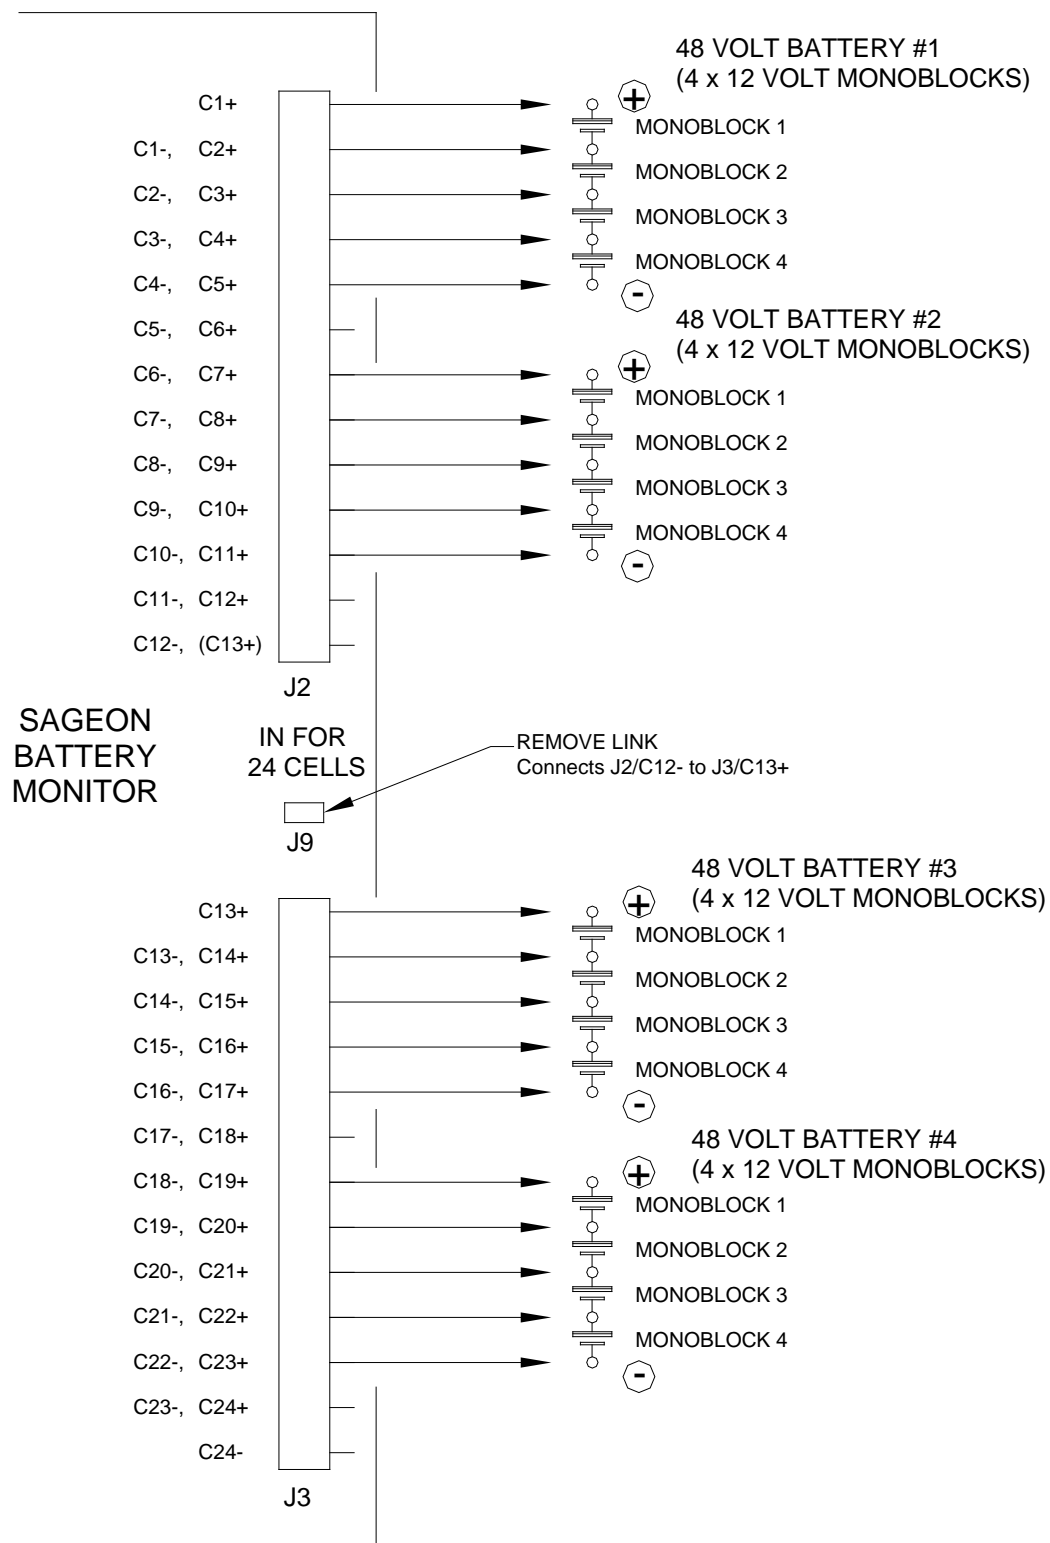 48 VOLT BATTERY #1
(4 x 12 VOLT MONOBLOCKS)
C1+
+
MONOBLOCK 1
C1-, C2+
MONOBLOCK 2
C2-, C3+
MONOBLOCK 3
C3-, C4+
MONOBLOCK 4
C4-, C5+
-
48 VOLT BATTERY #2
(4 x 12 VOLT MONOBLOCKS)
C5-, C6+
+
C6-, C7+
MONOBLOCK 1
C7-, C8+
MONOBLOCK 2
C8-, C9+
MONOBLOCK 3
C9-, C10+
MONOBLOCK 4
C10-, C11+
-
C11-, C12+
C12-, (C13+)
J2
SAGEON
BATTERY
MONITOR
IN FOR
24 CELLS
REMOVE LINK
Connects J2/C12- to J3/C13+
J9
48 VOLT BATTERY #3
(4 x 12 VOLT MONOBLOCKS)
C13+
+
MONOBLOCK 1
C13-, C14+
MONOBLOCK 2
C14-, C15+
MONOBLOCK 3
C15-, C16+
MONOBLOCK 4
C16-, C17+
-
C17-, C18+
48 VOLT BATTERY #4
(4 x 12 VOLT MONOBLOCKS)
+
C18-, C19+
MONOBLOCK 1
C19-, C20+
MONOBLOCK 2
C20-, C21+
MONOBLOCK 3
C21-, C22+
MONOBLOCK 4
C22-, C23+
-
C23-, C24+
C24-
J3